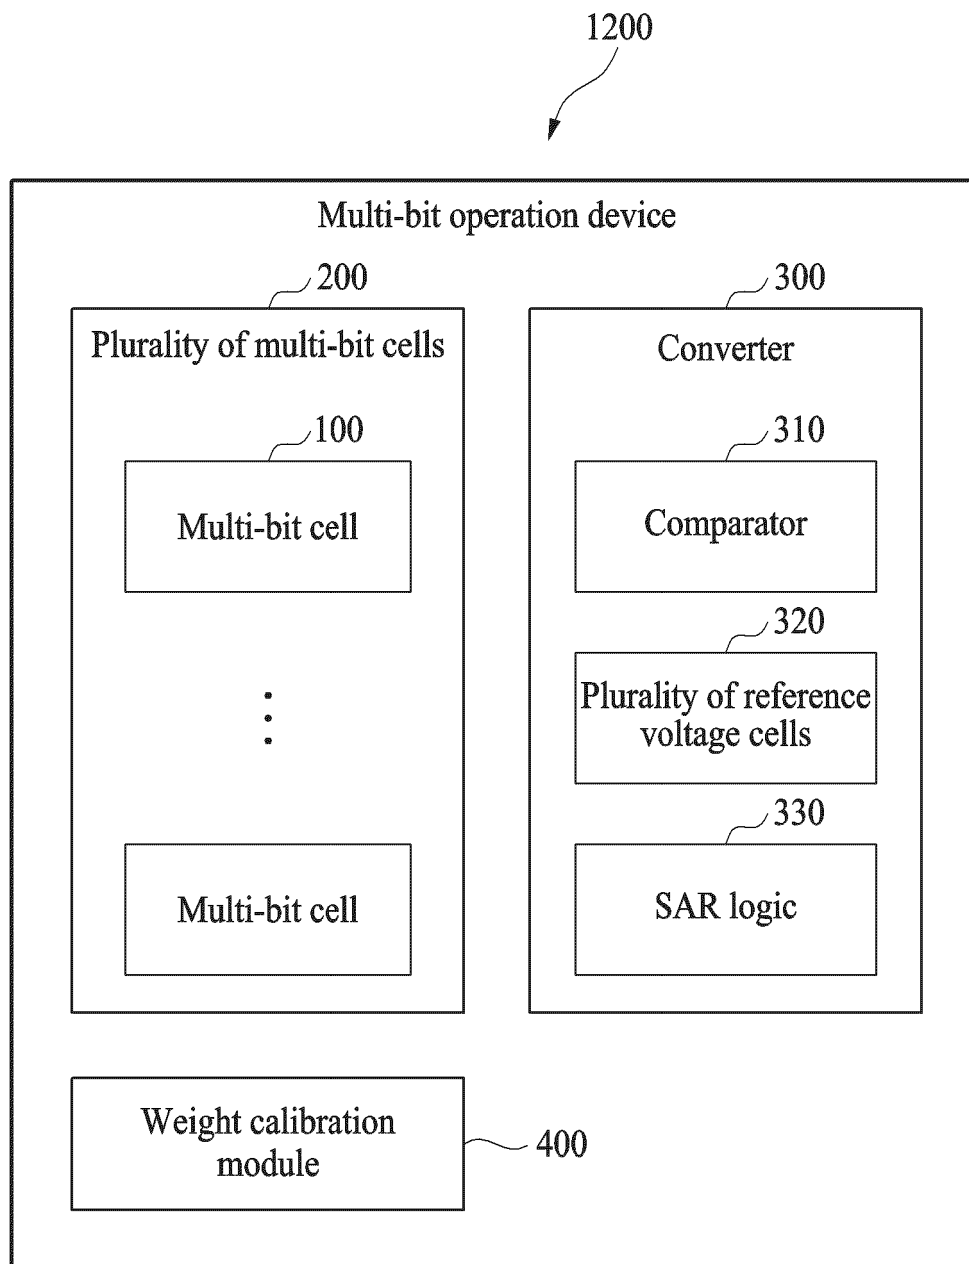 1200
Multi-bit operation device
200
Plurality of multi-bit cells
100
Multi-bit cell
Multi-bit cell
300
Converter
310
Comparator
320
Plurality of reference
voltage cells
330
SAR logic
Weight calibration
module
400